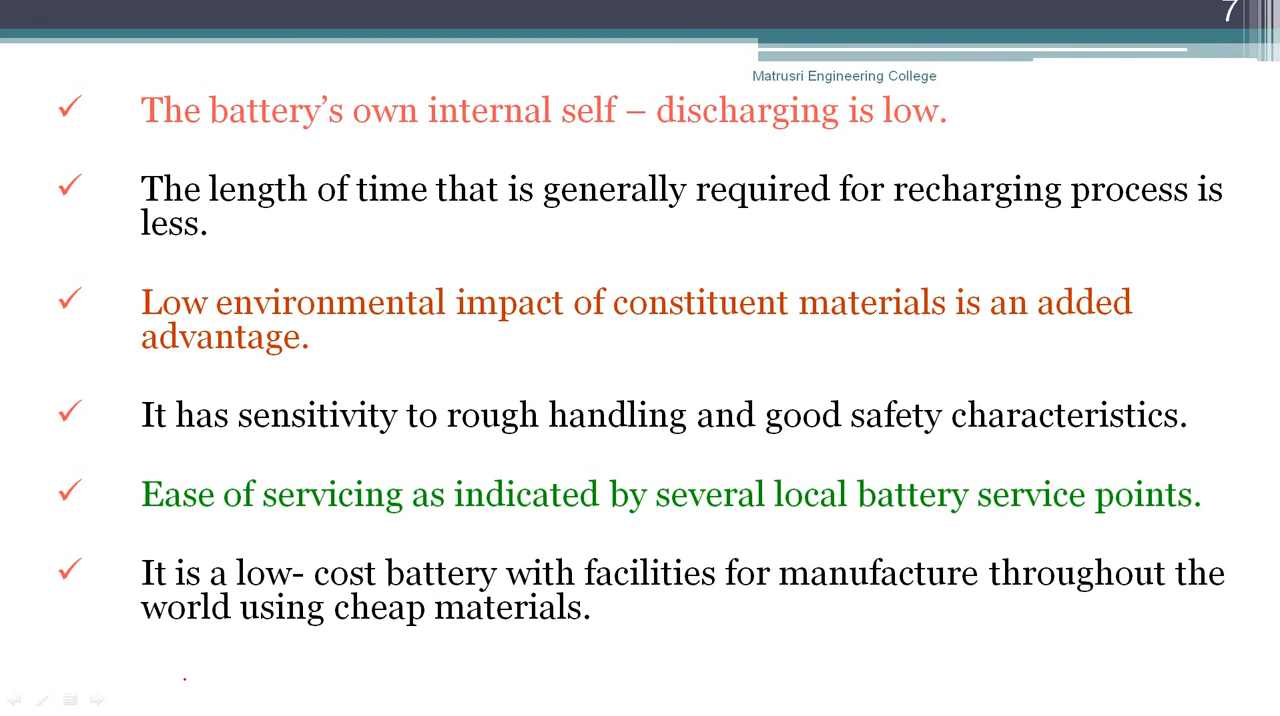 7
Matrusri Engineering College
✓ The battery’s own internal self – discharging is low.
✓ The length of time that is generally required for recharging process is
less.
✓ Low environmental impact of constituent materials is an added
advantage.
✓ It has sensitivity to rough handling and good safety characteristics.
✓ Ease of servicing as indicated by several local battery service points.
✓ It is a low- cost battery with facilities for manufacture throughout the
world using cheap materials.